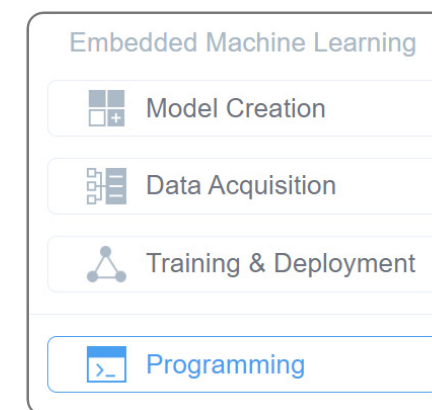 Embedded Machine Learning
Model Creation
Data Acquisition
Training & Deployment
Programming